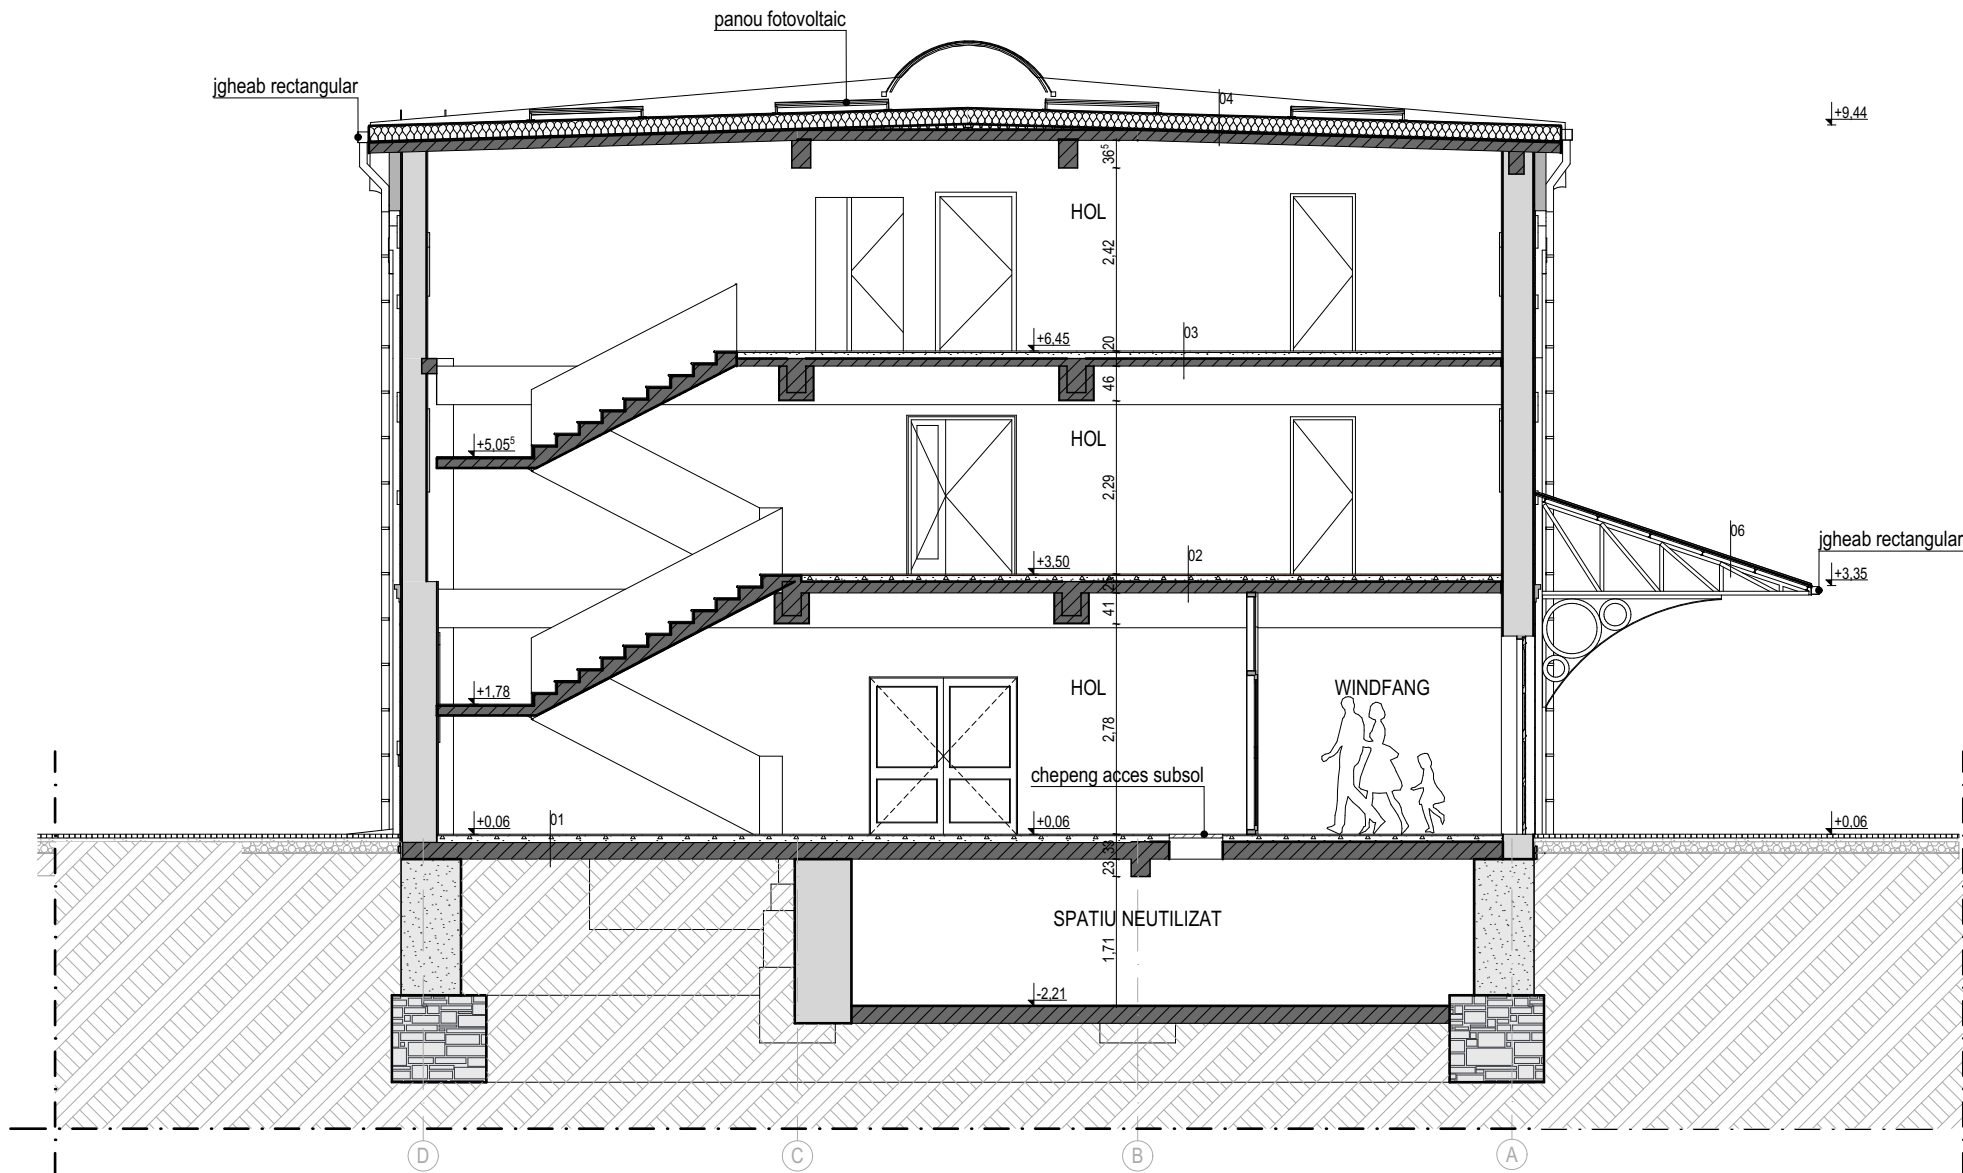 panou fotovoltaic
jgheab rectangular
04
+9,44
36⁵
HOL
2,42
+6,45
20
03
46
+5,05⁵
HOL
2,29
+3,50
02
06
jgheab rectangular
+3,35
41
+1,78
HOL
WINDFANG
2,78
chepeng acces subsol
+0,06
01
+0,06
+0,06
23
33
SPATIU NEUTILIZAT
1,71
-2,21
D
C
B
A